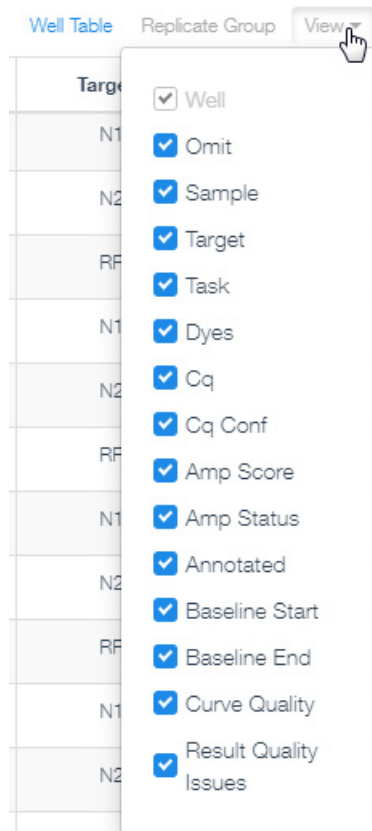 Well Table Replicate Group View
Targe
Well
N1
Omit
N2
Sample
RP
Target
Task
N1
Dyes
N2
Cq
Cq Conf
RP
Amp Score
N1
Amp Status
N2
Annotated
Baseline Start
RP
Baseline End
N1
Curve Quality
N2
Result Quality
Issues